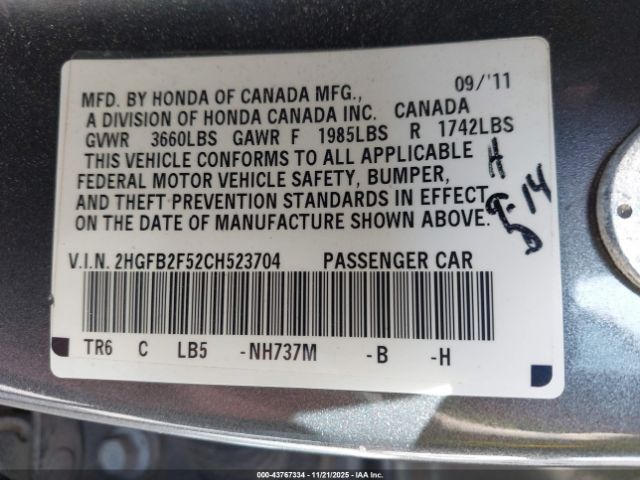 09/'11
MFD. BY HONDA OF CANADA MFG.,
A DIVISION OF HONDA CANADA INC. CANADA
GVWR 3660LBS GAWR F 1985LBS R 1742LBS
THIS VEHICLE CONFORMS TO ALL APPLICABLE
FEDERAL MOTOR VEHICLE SAFETY, BUMPER,
AND THEFT PREVENTION STANDARDS IN EFFECT
ON THE DATE OF MANUFACTURE SHOWN ABOVE.
H
V.I.N. 2HGFB2F52CH523704 PASSENGER CAR
TR6 C LB5 -NH737M -B -H
000-43767334 - 11/21/2025 - IAA Inc.